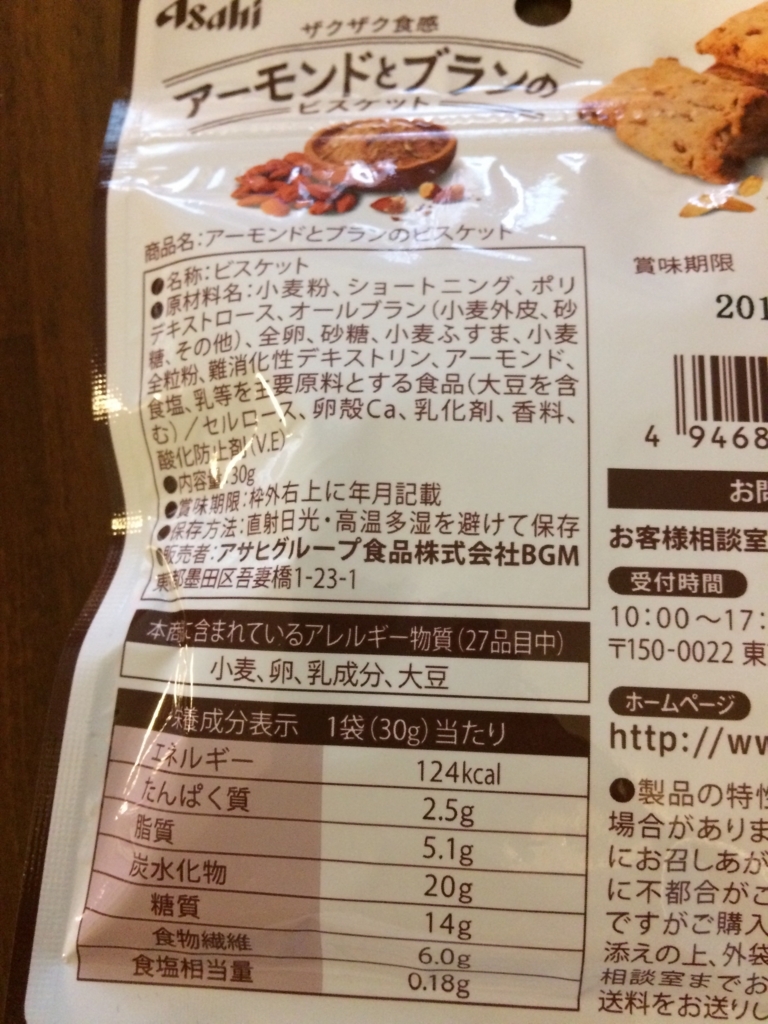 Asahi
ザクザク食感
アーモンドとブランの
ビスケット
商品名：アーモンドとブランのビスケット
●名称：ビスケット
●原材料名：小麦粉、ショートニング、ポリ
デキストロース、オールブラン（小麦外皮、砂
糖、その他）、全卵、砂糖、小麦ふすま、小麦
全粒粉、難消化性デキストリン、アーモンド、
食塩、乳等を主要原料とする食品（大豆を含
む）／セルロース、卵殻Ca、乳化剤、香料、
酸化防止剤（V.E）
●内容量：30g
●賞味期限：枠外右上に年月記載
●保存方法：直射日光・高温多湿を避けて保存
販売者：アサヒグループ食品株式会社BGM
東京都墨田区吾妻橋1-23-1
本商品に含まれているアレルギー物質（27品目中）
小麦、卵、乳成分、大豆
栄養成分表示 1袋（30g）当たり
エネルギー 124kcal
たんぱく質 2.5g
脂質 5.1g
炭水化物 20g
糖質 14g
食物繊維 6.0g
食塩相当量 0.18g
賞味期限
201
4 9468
お問
お客様相談室
受付時間
10：00～17：
〒150-0022 東
ホームページ
http://ww
●製品の特性
場合がありま
にお召しあが
に不都合がご
ですがご購入
添えの上、外袋
相談室までお
送料をお送りし